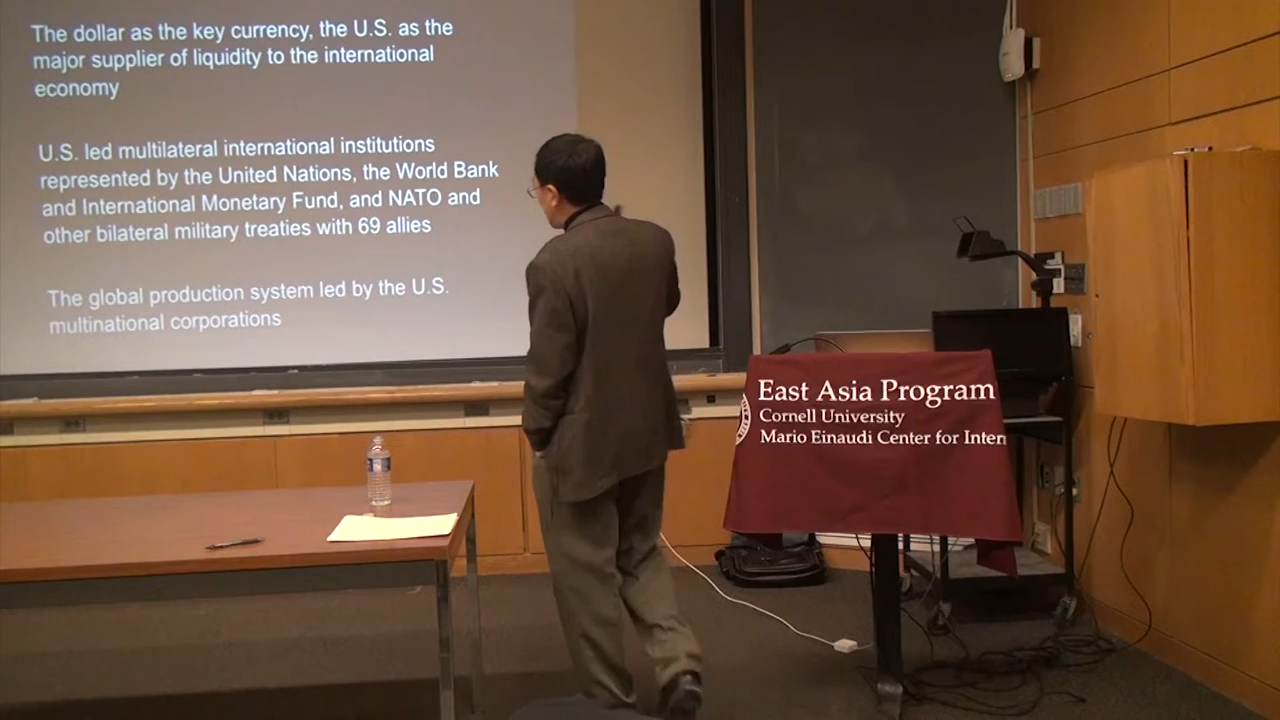 The dollar as the key currency, the U.S. as the
major supplier of liquidity to the international
economy
U.S. led multilateral international institutions
represented by the United Nations, the World Bank
and International Monetary Fund, and NATO and
other bilateral military treaties with 69 allies
The global production system led by the U.S.
multinational corporations
East Asia Program
Cornell University
Mario Einaudi Center for Inter